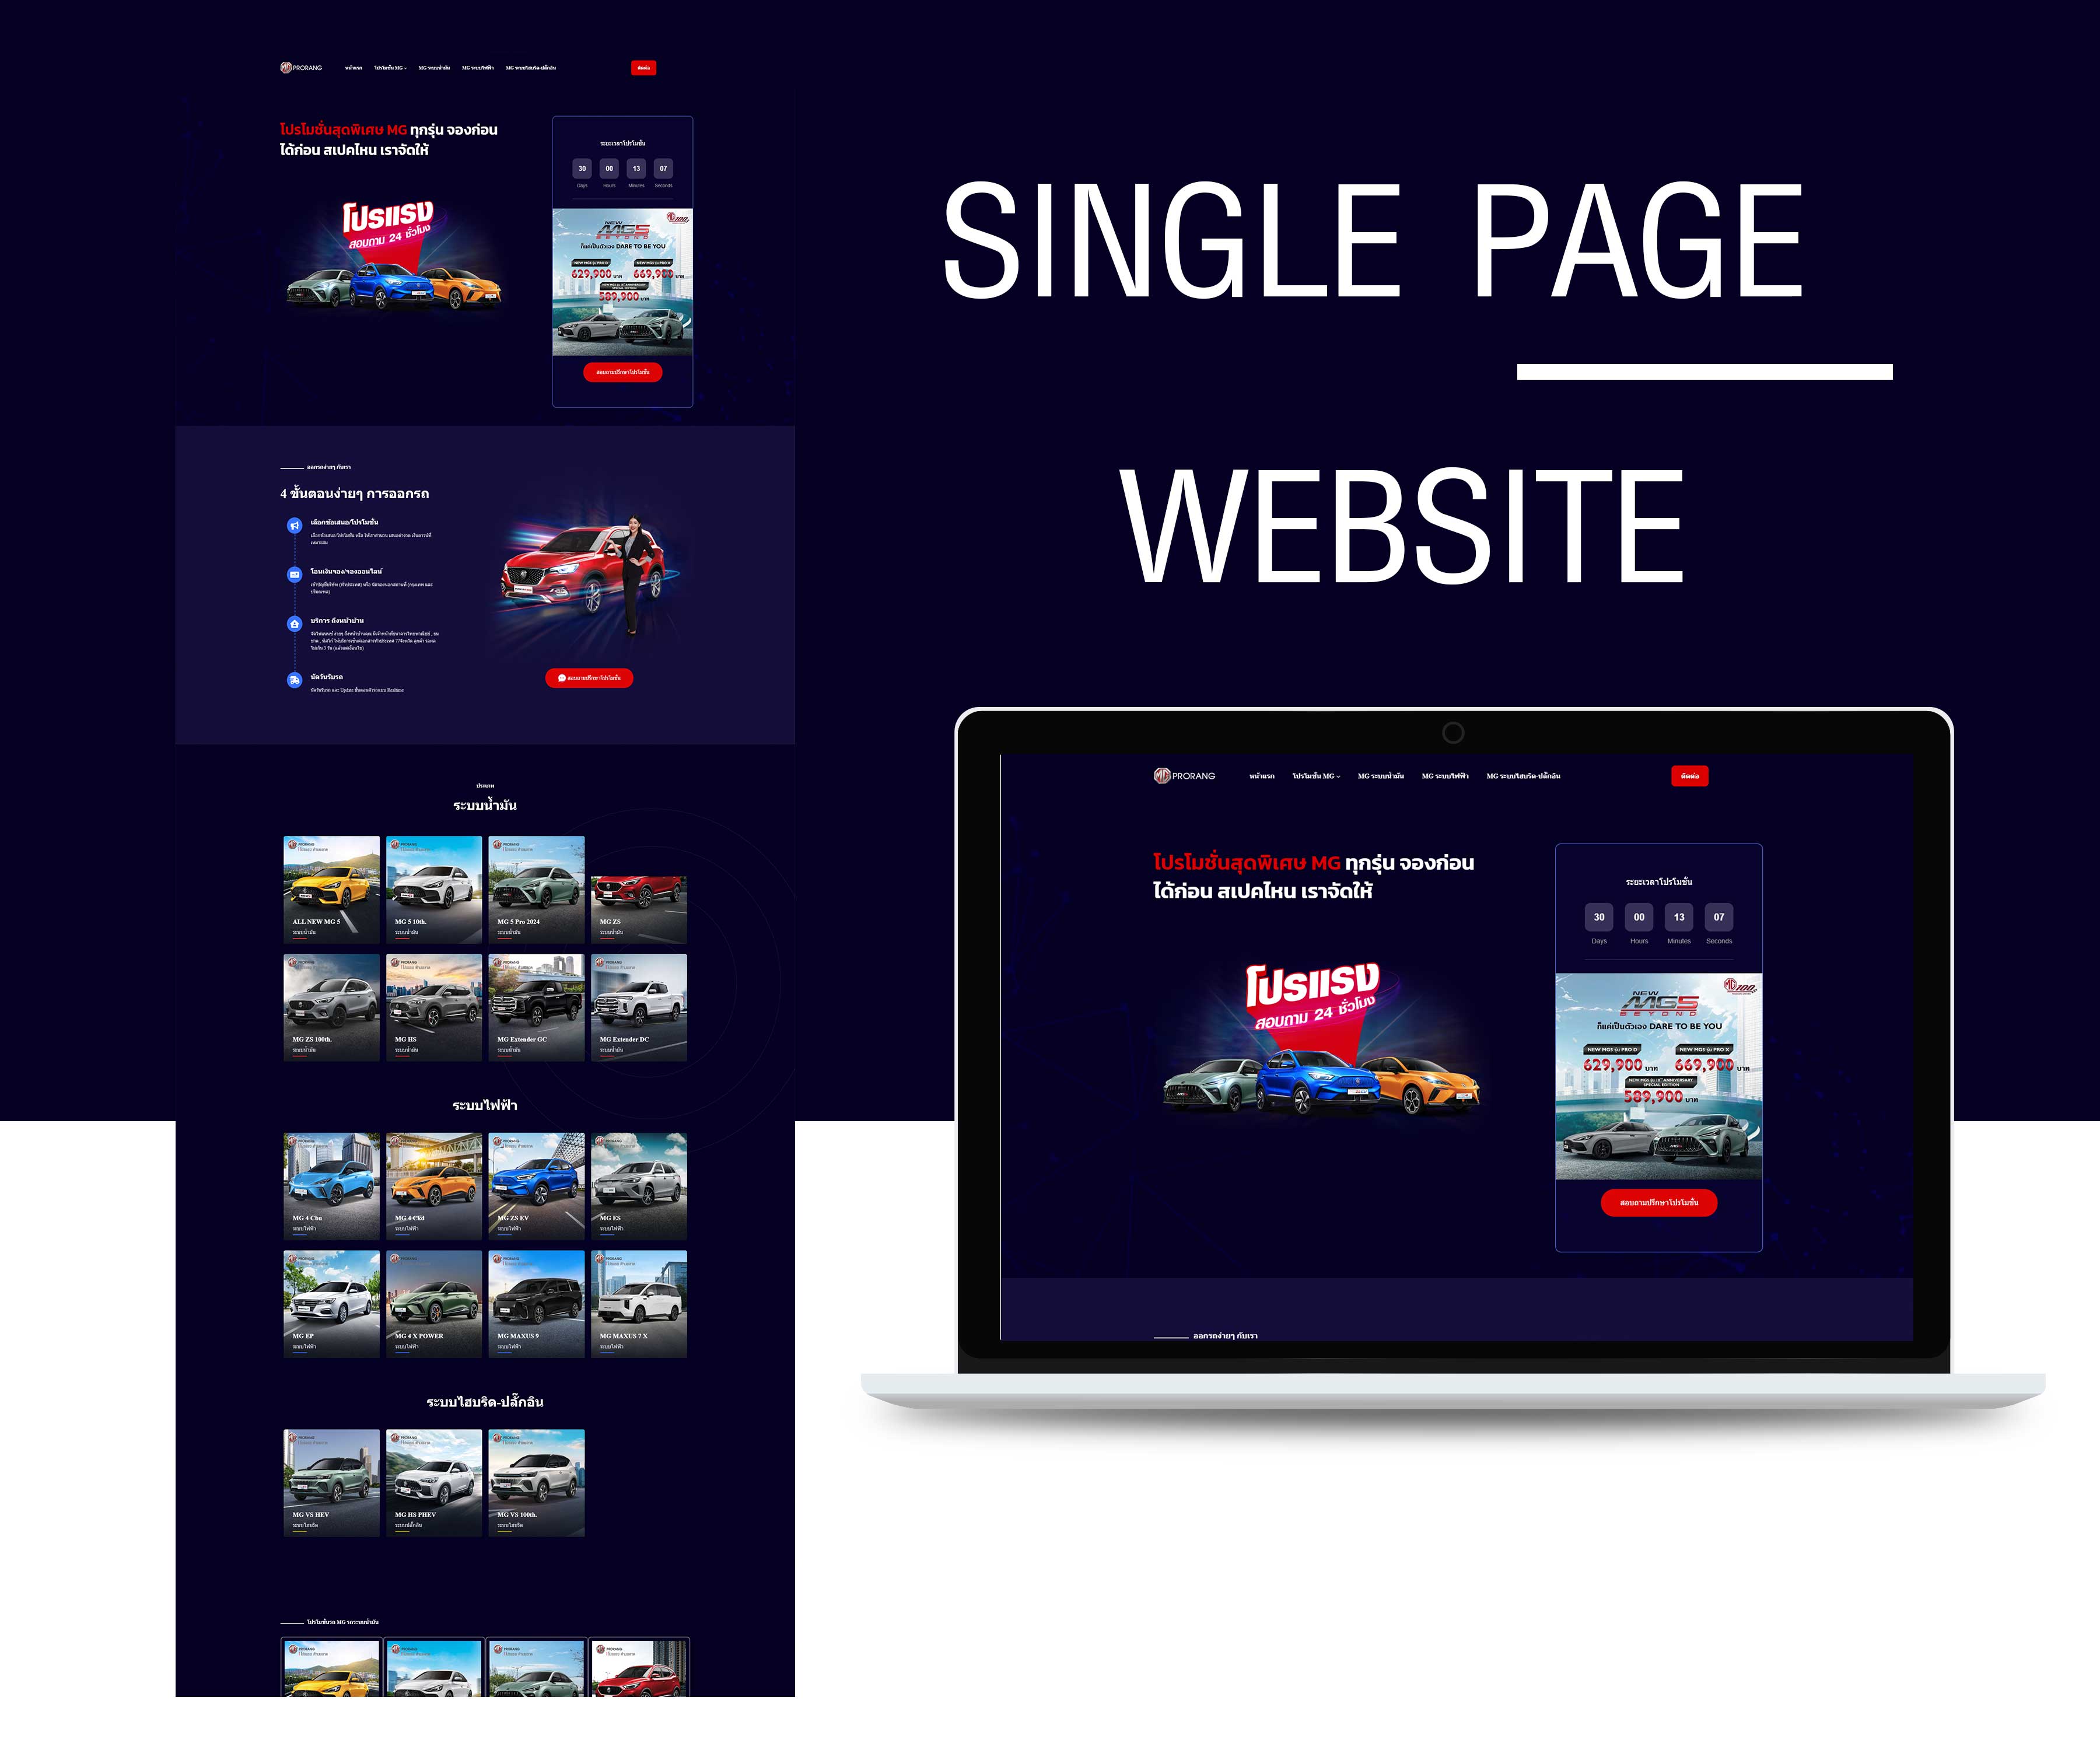 MG PRORANG
หน้าแรก
โปรโมชั่น MG
MG ระบบน้ำมัน
MG ระบบไฟฟ้า
MG ระบบไฮบริด-ปลั๊กอิน
ติดต่อ
โปรโมชั่นสุดพิเศษ MG ทุกรุ่น จองก่อน
ได้ก่อน สเปคไหน เราจัดให้
โปรแรง
สอบถาม 24 ชั่วโมง
ระยะเวลาโปรโมชั่น
30 00 13 07
Days Hours Minutes Seconds
NEW
MG5
BEYOND
ก็แค่เป็นตัวเอง DARE TO BE YOU
NEW MG5 รุ่น PRO D NEW MG5 รุ่น PRO X
629,900 บาท 669,900 บาท
NEW MG5 รุ่น 10th ANNIVERSARY
SPECIAL EDITION
589,900 บาท
สอบถามปรึกษาโปรโมชั่น
ออกรถง่ายๆ กับเรา
4 ขั้นตอนง่ายๆ การออกรถ
เลือกข้อเสนอ/โปรโมชั่น
โอนเงินจอง/จองออนไลน์
บริการ ถึงหน้าบ้าน
นัดวันรับรถ
นัดวันรับรถ และ Update ขั้นตอนตัวรถแบบ Realtime
สอบถามปรึกษาโปรโมชั่น
ประเภท
ระบบน้ำมัน
ALL NEW MG 5
ระบบน้ำมัน
MG 5 10th.
ระบบน้ำมัน
MG 5 Pro 2024
ระบบน้ำมัน
MG ZS
ระบบน้ำมัน
MG ZS 100th.
ระบบน้ำมัน
MG HS
ระบบน้ำมัน
MG Extender GC
ระบบน้ำมัน
MG Extender DC
ระบบน้ำมัน
ระบบไฟฟ้า
MG 4 Cbu
ระบบไฟฟ้า
MG 4 Ckd
ระบบไฟฟ้า
MG ZS EV
ระบบไฟฟ้า
MG ES
ระบบไฟฟ้า
MG EP
ระบบไฟฟ้า
MG 4 X POWER
ระบบไฟฟ้า
MG MAXUS 9
ระบบไฟฟ้า
MG MAXUS 7 X
ระบบไฟฟ้า
ระบบไฮบริด-ปลั๊กอิน
MG VS HEV
ระบบไฮบริด
MG HS PHEV
ระบบปลั๊กอิน
MG VS 100th.
ระบบไฮบริด
โปรโมชั่นรถ MG รถระบบน้ำมัน
SINGLE PAGE
WEBSITE
MG PRORANG
หน้าแรก
โปรโมชั่น MG
MG ระบบน้ำมัน
MG ระบบไฟฟ้า
MG ระบบไฮบริด-ปลั๊กอิน
ติดต่อ
โปรโมชั่นสุดพิเศษ MG ทุกรุ่น จองก่อน
ได้ก่อน สเปคไหน เราจัดให้
โปรแรง
สอบถาม 24 ชั่วโมง
ระยะเวลาโปรโมชั่น
30 00 13 07
Days Hours Minutes Seconds
MG 100
NEW
MG5
BEYOND
ก็แค่เป็นตัวเอง DARE TO BE YOU
NEW MG5 รุ่น PRO D NEW MG5 รุ่น PRO X
629,900 บาท 669,900 บาท
NEW MG5 รุ่น 10th ANNIVERSARY
SPECIAL EDITION
589,900 บาท
สอบถามปรึกษาโปรโมชั่น
ออกรถง่ายๆ กับเรา